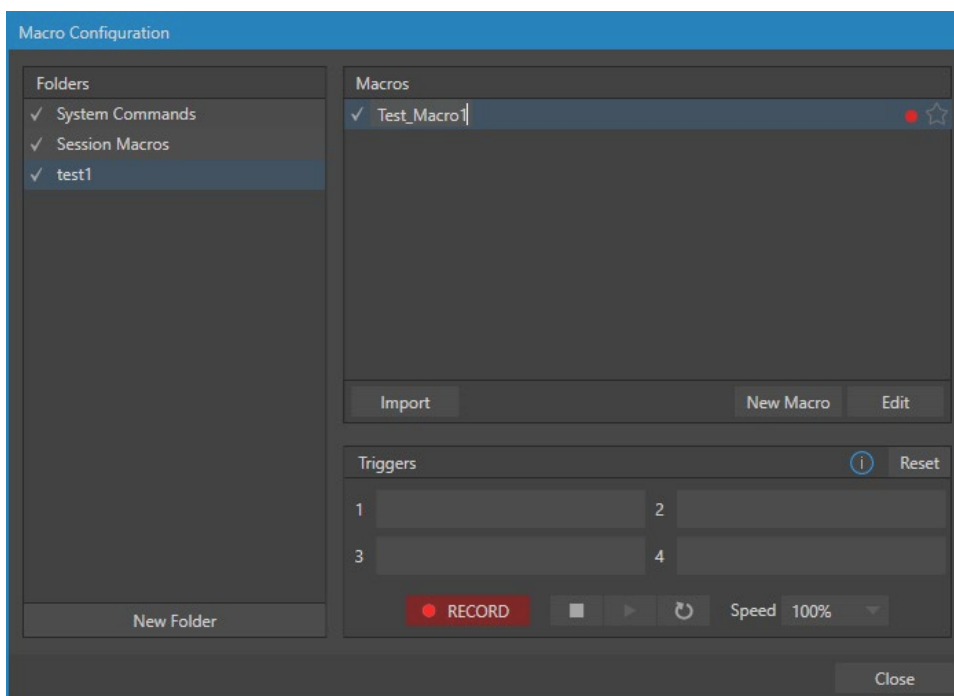 Macro Configuration
Folders
System Commands
Session Macros
test1
New Folder
Macros
Test_Macro1
Import
New Macro
Edit
Triggers
i
Reset
1
2
3
4
RECORD
Speed
100%
Close